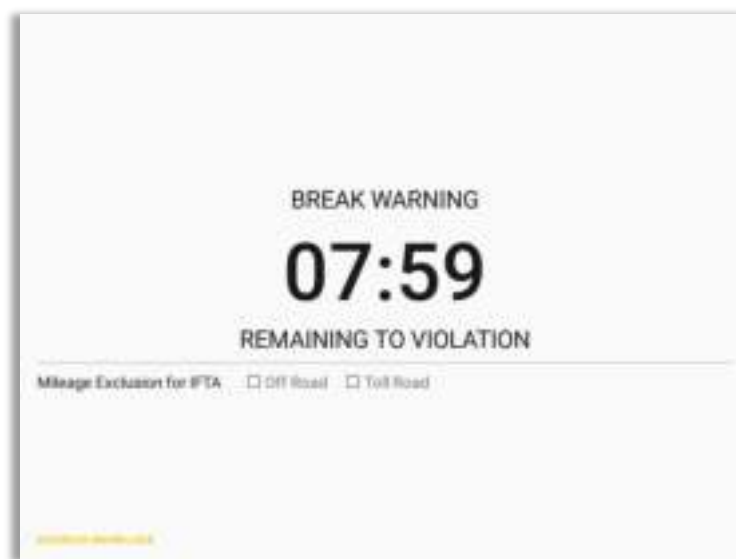 BREAK WARNING
07:59
REMAINING TO VIOLATION
Mileage Exclusion for IFTA ☐ Off Road ☐ Toll Road